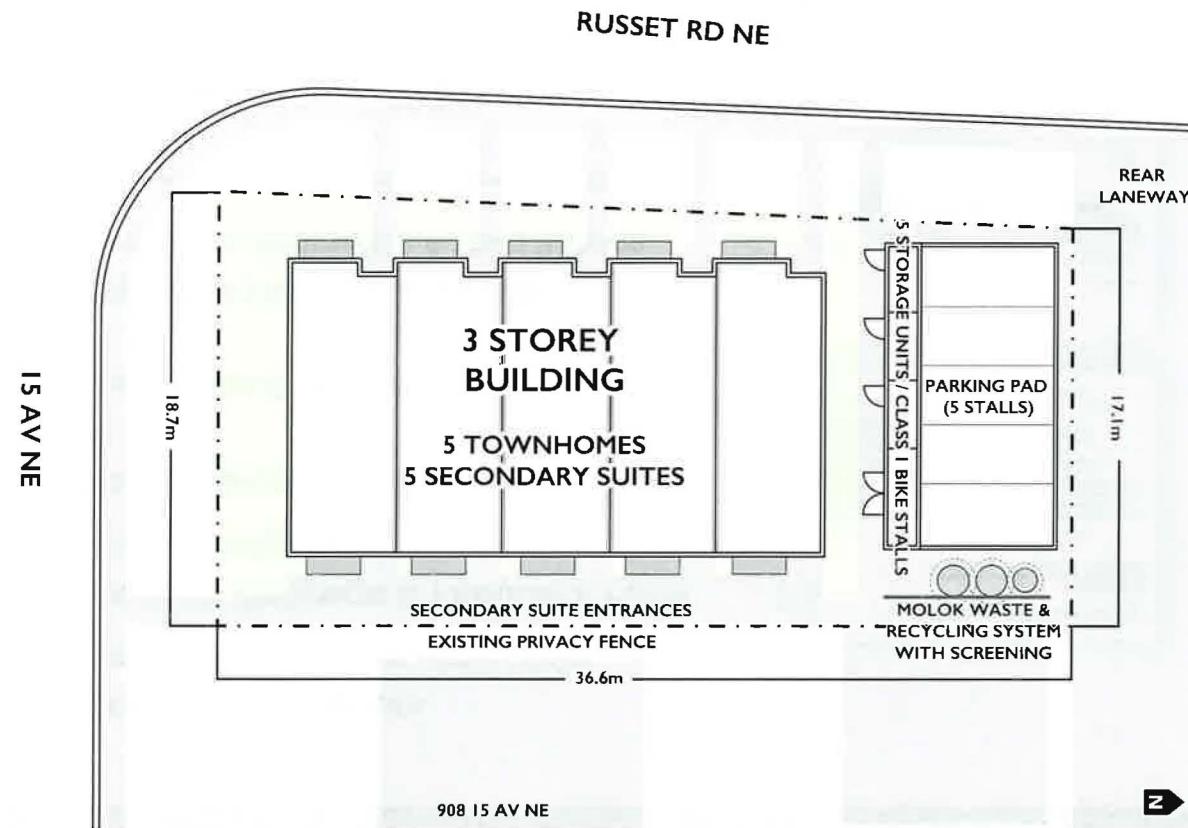 RUSSET RD NE
REAR
LANEWAY
15 AV NE
18.7m
3 STOREY
BUILDING
5 TOWNHOMES
5 SECONDARY SUITES
5 STORAGE UNITS / CLASS 1 BIKE STALLS
PARKING PAD
(5 STALLS)
17.1m
SECONDARY SUITE ENTRANCES
EXISTING PRIVACY FENCE
MOLOK WASTE &
RECYCLING SYSTEM
WITH SCREENING
36.6m
908 15 AV NE
N